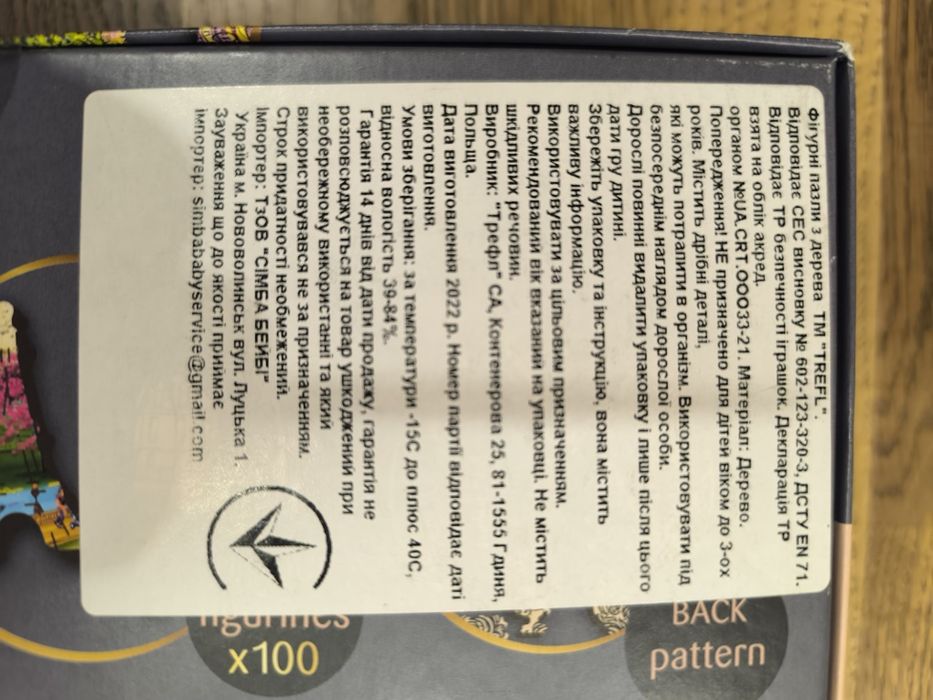 Фігурні пазли з дерева ТМ "TREFL".
Відповідає СЕС висновку № 602-123-320-3, ДСТУ EN 71.
Відповідає ТР безпечності іграшок. Декларація ТР
взята на облік акред.
органом №UA.CRT.00033-21. Матеріал: Дерево.
Попередження! НЕ призначено для дітей віком до 3-ох
років. Містить дрібні деталі,
які можуть потрапити в організм. Використовувати під
безпосереднім наглядом дорослої особи.
Дорослі повинні видалити упаковку і лише після цього
дати гру дитині.
Збережіть упаковку та інструкцію, вона містить
важливу інформацію.
Використовувати за цільовим призначенням.
Рекомендований вік вказаний на упаковці. Не містить
шкідливих речовин.
Виробник: "Трефл" СА, Контенерова 25, 81-1555 Гдиня,
Польща.
Дата виготовлення 2022 р. Номер партії відповідає даті
виготовлення.
Умови зберігання: за температури -15С до плюс 40С,
відносна вологість 39-84%.
Гарантія 14 днів від дати продажу, гарантія не
розповсюджується на товар ушкоджений при
необережному використанні та який
використовувався не за призначенням.
Строк придатності необмежений.
Імпортер: ТзОВ "СІМБА БЕЙБІ"
Україна м. Нововолинськ вул. Луцька 1.
Зауваження що до якості приймає
імпортер: simbababyservice@gmail.com
figurines
x100
BACK
pattern